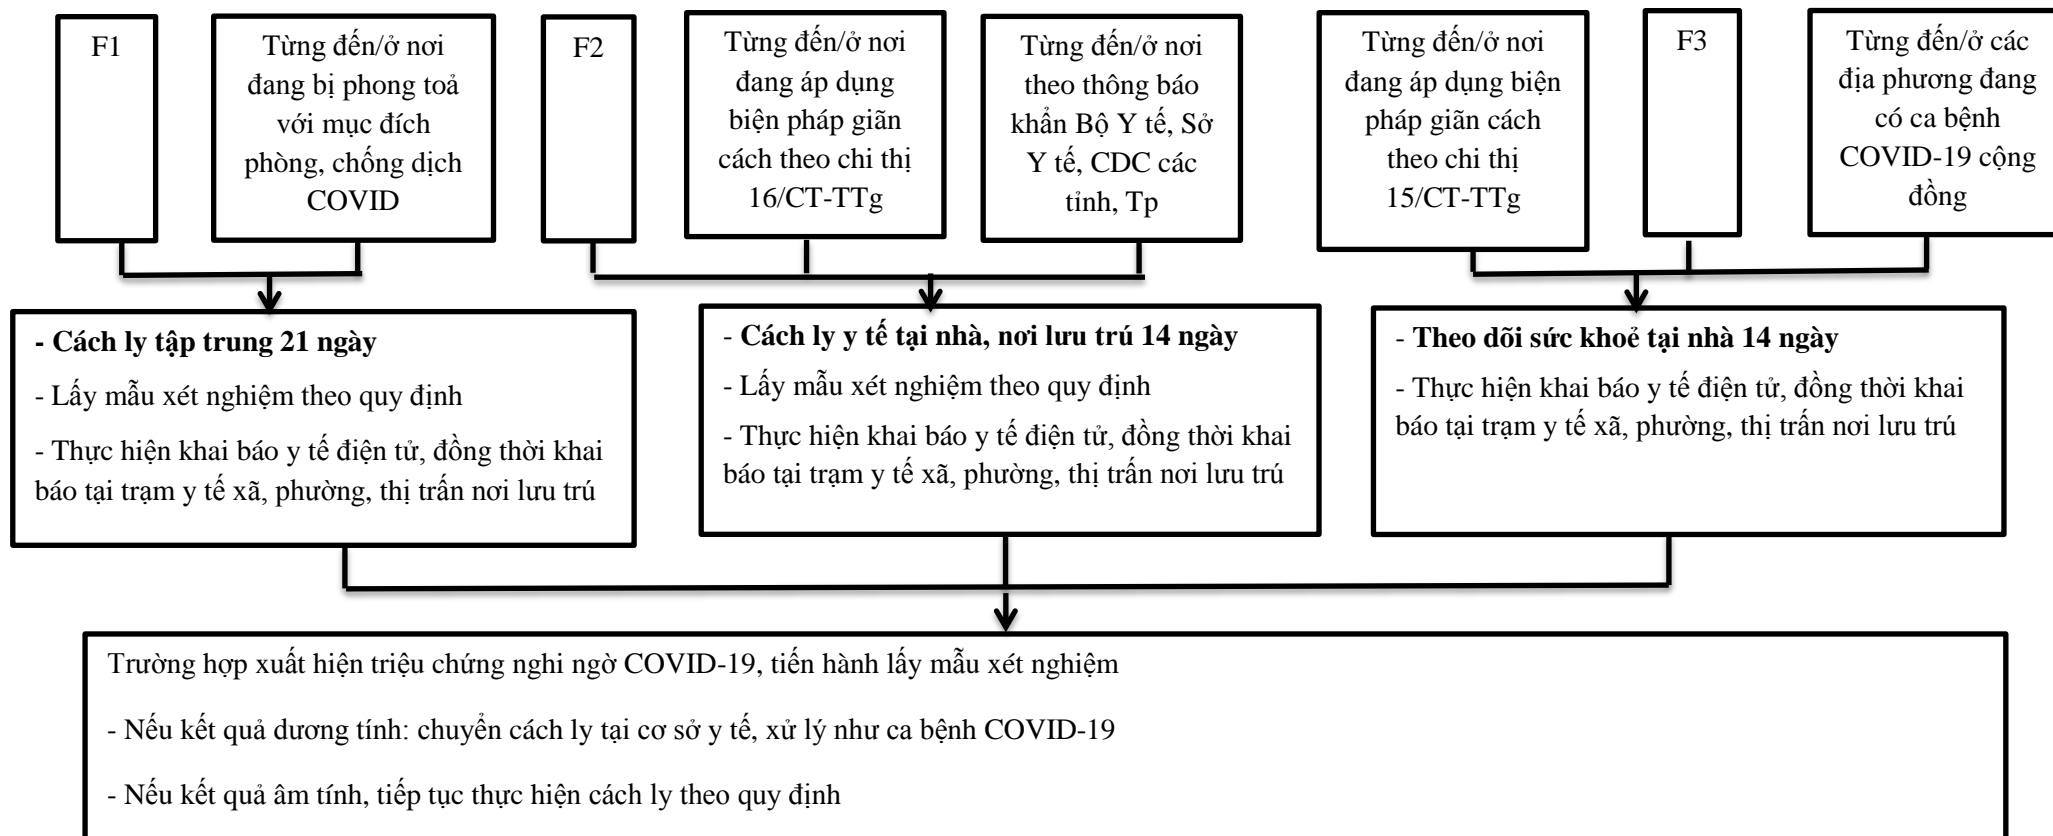 F1
Từng đến/ở nơi
đang bị phong toả
với mục đích
phòng, chống dịch
COVID
F2
Từng đến/ở nơi
đang áp dụng
biện pháp giãn
cách theo chi thị
16/CT-TTg
Từng đến/ở nơi
theo thông báo
khẩn Bộ Y tế, Sở
Y tế, CDC các
tỉnh, Tp
Từng đến/ở nơi
đang áp dụng biện
pháp giãn cách
theo chi thị
15/CT-TTg
F3
Từng đến/ở các
địa phương đang
có ca bệnh
COVID-19 cộng
đồng
- Cách ly tập trung 21 ngày
- Lấy mẫu xét nghiệm theo quy định
- Thực hiện khai báo y tế điện tử, đồng thời khai
báo tại trạm y tế xã, phường, thị trấn nơi lưu trú
- Cách ly y tế tại nhà, nơi lưu trú 14 ngày
- Lấy mẫu xét nghiệm theo quy định
- Thực hiện khai báo y tế điện tử, đồng thời khai
báo tại trạm y tế xã, phường, thị trấn nơi lưu trú
- Theo dõi sức khoẻ tại nhà 14 ngày
- Thực hiện khai báo y tế điện tử, đồng thời khai
báo tại trạm y tế xã, phường, thị trấn nơi lưu trú
Trường hợp xuất hiện triệu chứng nghi ngờ COVID-19, tiến hành lấy mẫu xét nghiệm
- Nếu kết quả dương tính: chuyển cách ly tại cơ sở y tế, xử lý như ca bệnh COVID-19
- Nếu kết quả âm tính, tiếp tục thực hiện cách ly theo quy định